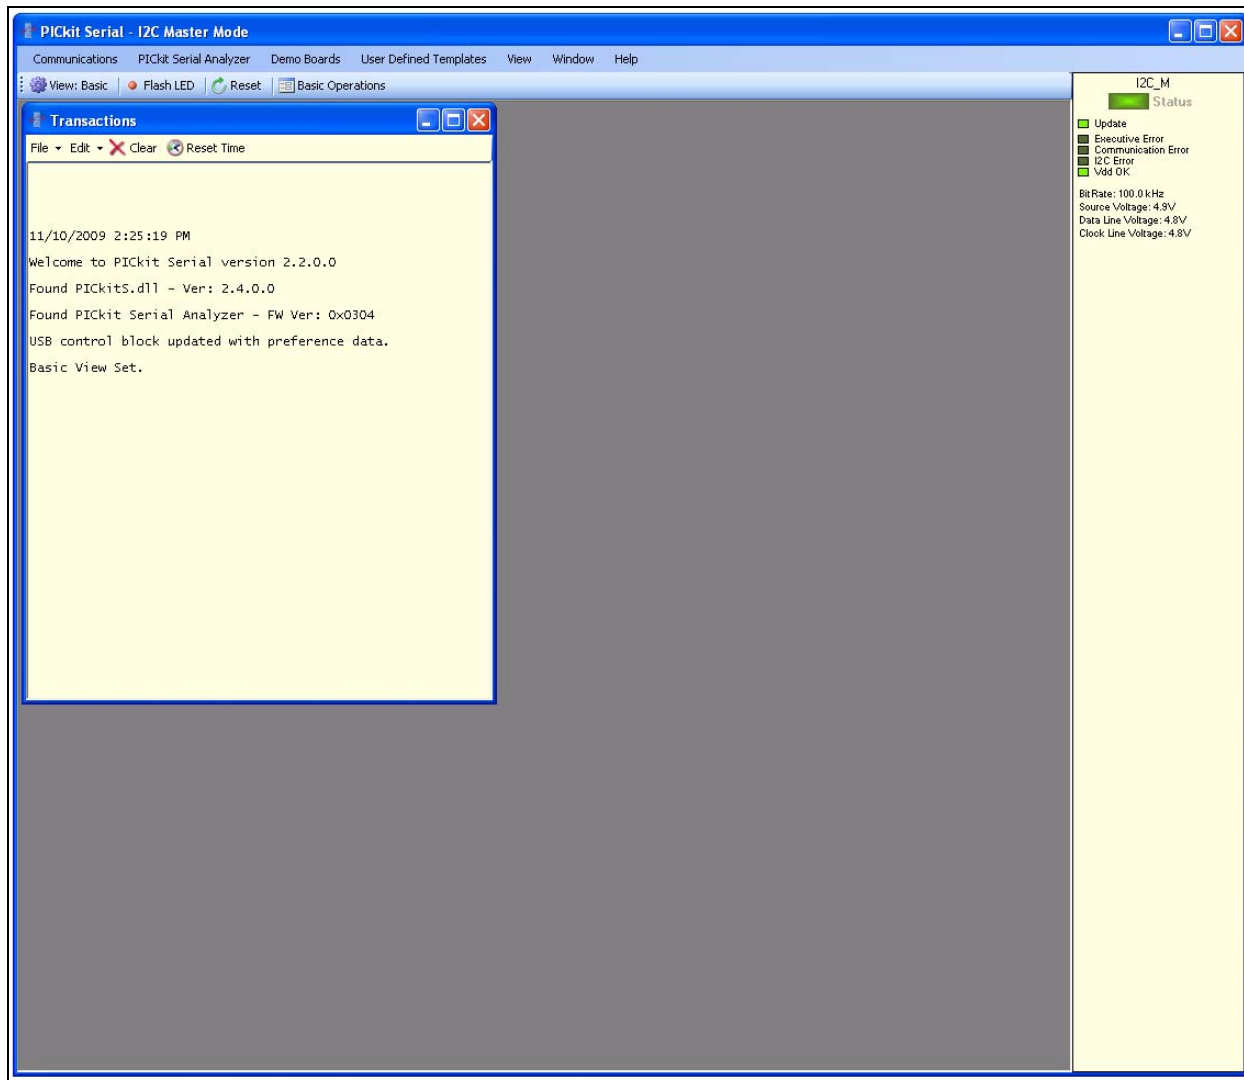 PICkit Serial - I2C Master Mode
Communications PICkit Serial Analyzer Demo Boards User Defined Templates View Window Help
View: Basic Flash LED Reset Basic Operations
Transactions
File Edit Clear Reset Time
11/10/2009 2:25:19 PM
Welcome to PICkit Serial version 2.2.0.0
Found PICkitS.dll - Ver: 2.4.0.0
Found PICkit Serial Analyzer - FW Ver: 0x0304
USB control block updated with preference data.
Basic View Set.
I2C_M
Status
Update
Executive Error
Communication Error
I2C Error
Vdd OK
BitRate: 100.0 kHz
Source Voltage: 4.9V
Data Line Voltage: 4.8V
Clock Line Voltage: 4.8V